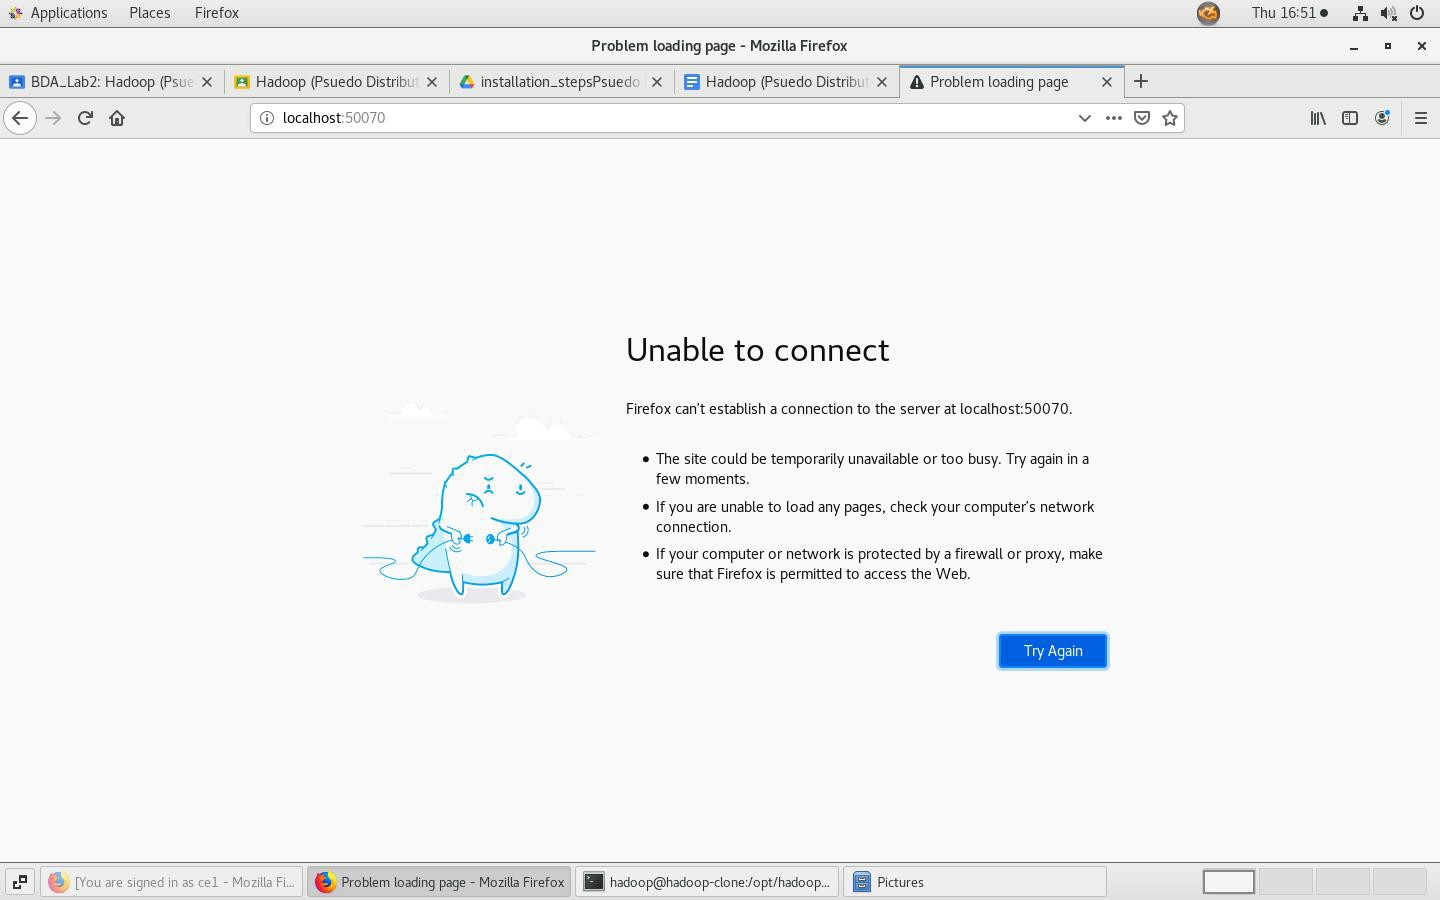 Applications Places Firefox Thu 16:51
Problem loading page - Mozilla Firefox
BDA_Lab2: Hadoop (Psue Hadoop (Psuedo Distribut installation_stepsPsuedo Hadoop (Psuedo Distribut Problem loading page
localhost:50070
Unable to connect
Firefox can’t establish a connection to the server at localhost:50070.
The site could be temporarily unavailable or too busy. Try again in a
few moments.
If you are unable to load any pages, check your computer’s network
connection.
If your computer or network is protected by a firewall or proxy, make
sure that Firefox is permitted to access the Web.
Try Again
[You are signed in as ce1 - Mozilla Fi... Problem loading page - Mozilla Firefox hadoop@hadoop-clone:/opt/hadoop... Pictures